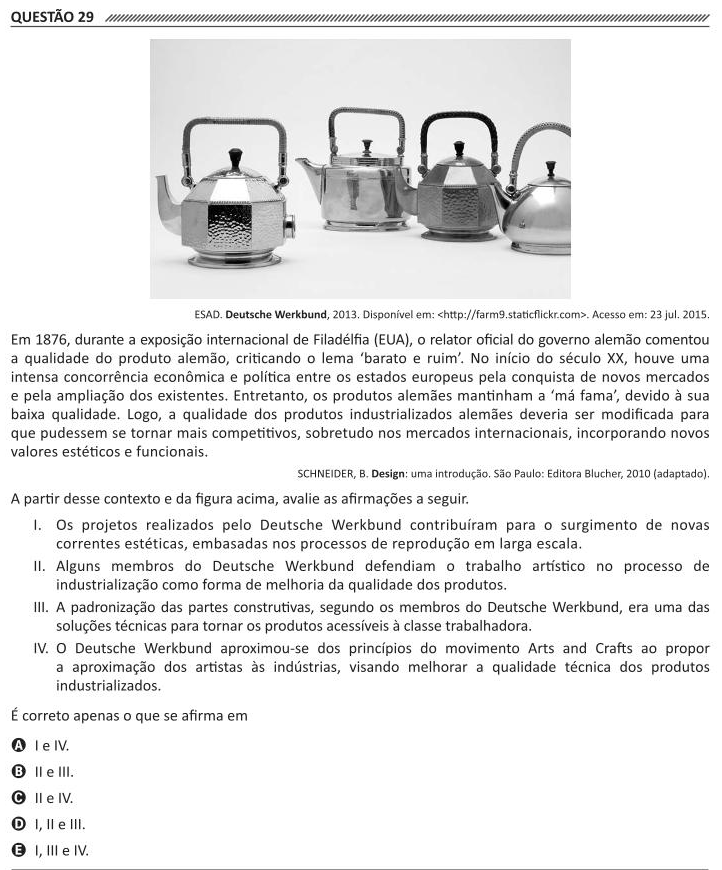 QUESTÃO 29
ESAD. Deutsche Werkbund, 2013. Disponível em: <http://farm9.staticflickr.com>. Acesso em: 23 jul. 2015.
Em 1876, durante a exposição internacional de Filadélfia (EUA), o relator oficial do governo alemão comentou
a qualidade do produto alemão, criticando o lema ‘barato e ruim’. No início do século XX, houve uma
intensa concorrência econômica e política entre os estados europeus pela conquista de novos mercados
e pela ampliação dos existentes. Entretanto, os produtos alemães mantinham a ‘má fama’, devido à sua
baixa qualidade. Logo, a qualidade dos produtos industrializados alemães deveria ser modificada para
que pudessem se tornar mais competitivos, sobretudo nos mercados internacionais, incorporando novos
valores estéticos e funcionais.
SCHNEIDER, B. Design: uma introdução. São Paulo: Editora Blucher, 2010 (adaptado).
A partir desse contexto e da figura acima, avalie as afirmações a seguir.
I. Os projetos realizados pelo Deutsche Werkbund contribuíram para o surgimento de novas
correntes estéticas, embasadas nos processos de reprodução em larga escala.
II. Alguns membros do Deutsche Werkbund defendiam o trabalho artístico no processo de
industrialização como forma de melhoria da qualidade dos produtos.
III. A padronização das partes construtivas, segundo os membros do Deutsche Werkbund, era uma das
soluções técnicas para tornar os produtos acessíveis à classe trabalhadora.
IV. O Deutsche Werkbund aproximou-se dos princípios do movimento Arts and Crafts ao propor
a aproximação dos artistas às indústrias, visando melhorar a qualidade técnica dos produtos
industrializados.
É correto apenas o que se afirma em
A I e IV.
B II e III.
C II e IV.
D I, II e III.
E I, III e IV.